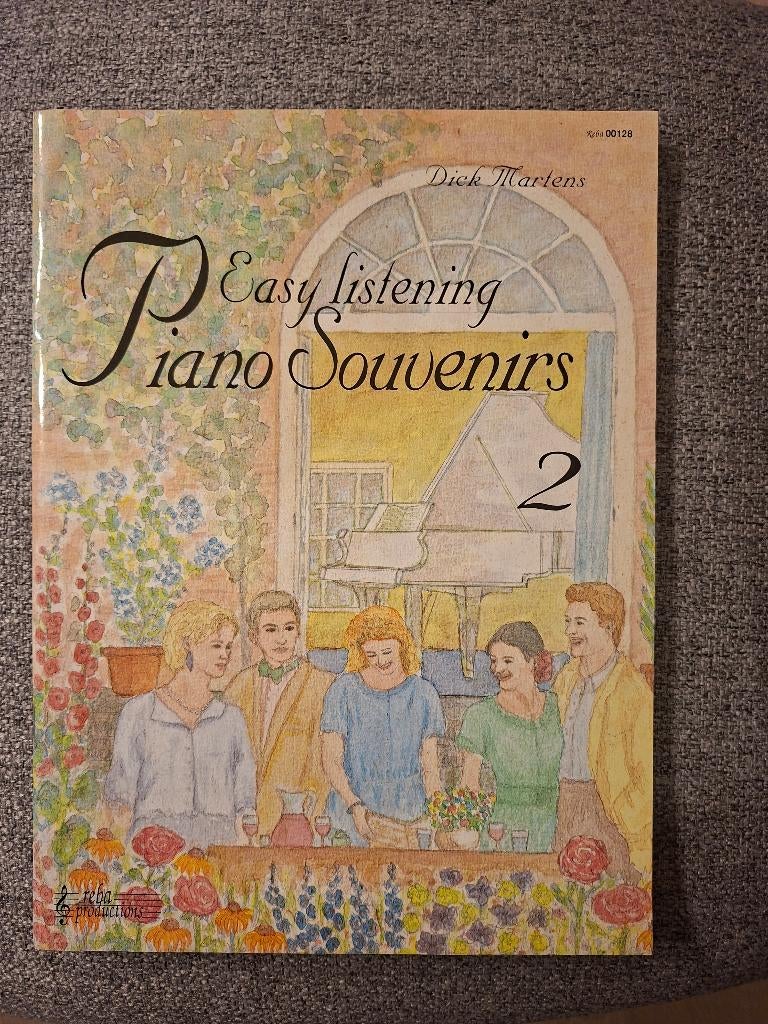 Reba 00128
Dick Martens
Easy listening
Piano Souvenirs
2
reba
productions